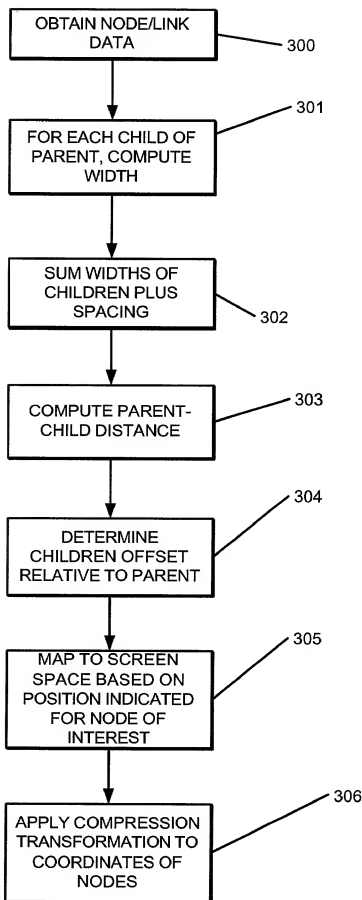 OBTAIN NODE/LINK
DATA
300
301
FOR EACH CHILD OF
PARENT, COMPUTE
WIDTH
SUM WIDTHS OF
CHILDREN PLUS
SPACING
302
COMPUTE PARENT-
CHILD DISTANCE
303
304
DETERMINE
CHILDREN OFFSET
RELATIVE TO PARENT
305
MAP TO SCREEN
SPACE BASED ON
POSITION INDICATED
FOR NODE OF
INTEREST
306
APPLY COMPRESSION
TRANSFORMATION TO
COORDINATES OF
NODES